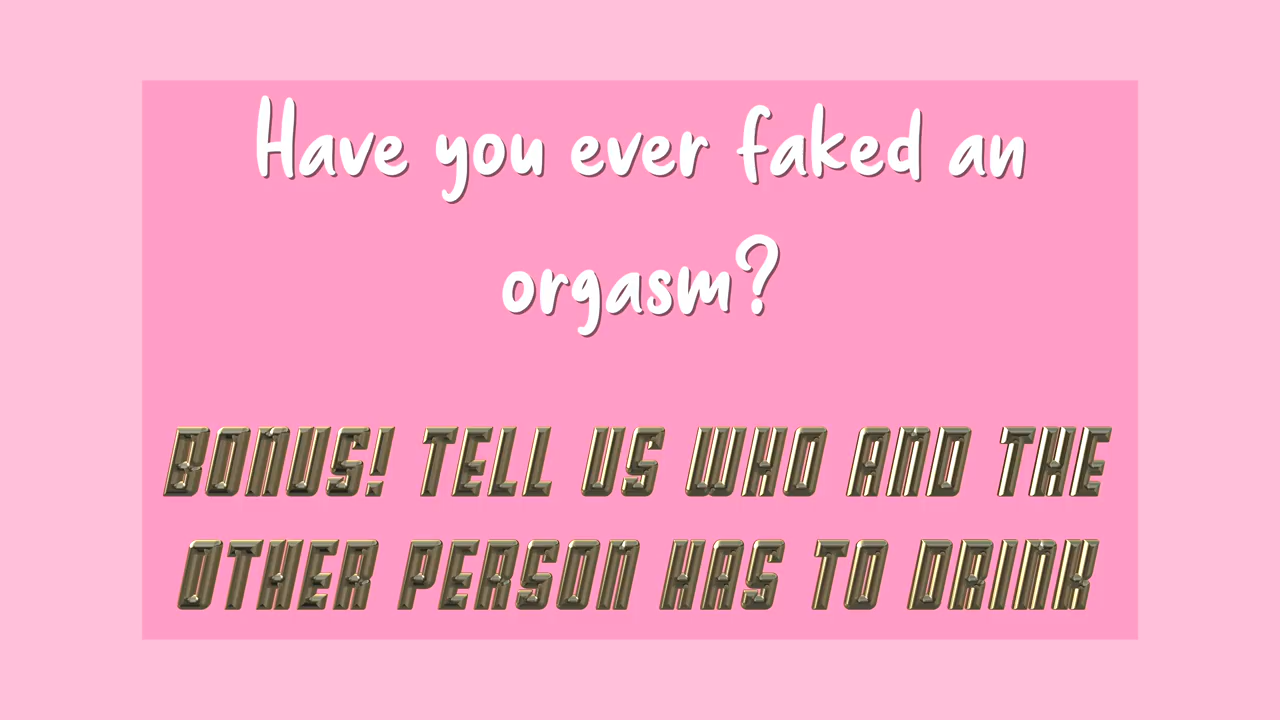 Have you ever faked an
orgasm?
BONUS! TELL US WHO AND THE
OTHER PERSON HAS TO DRINK